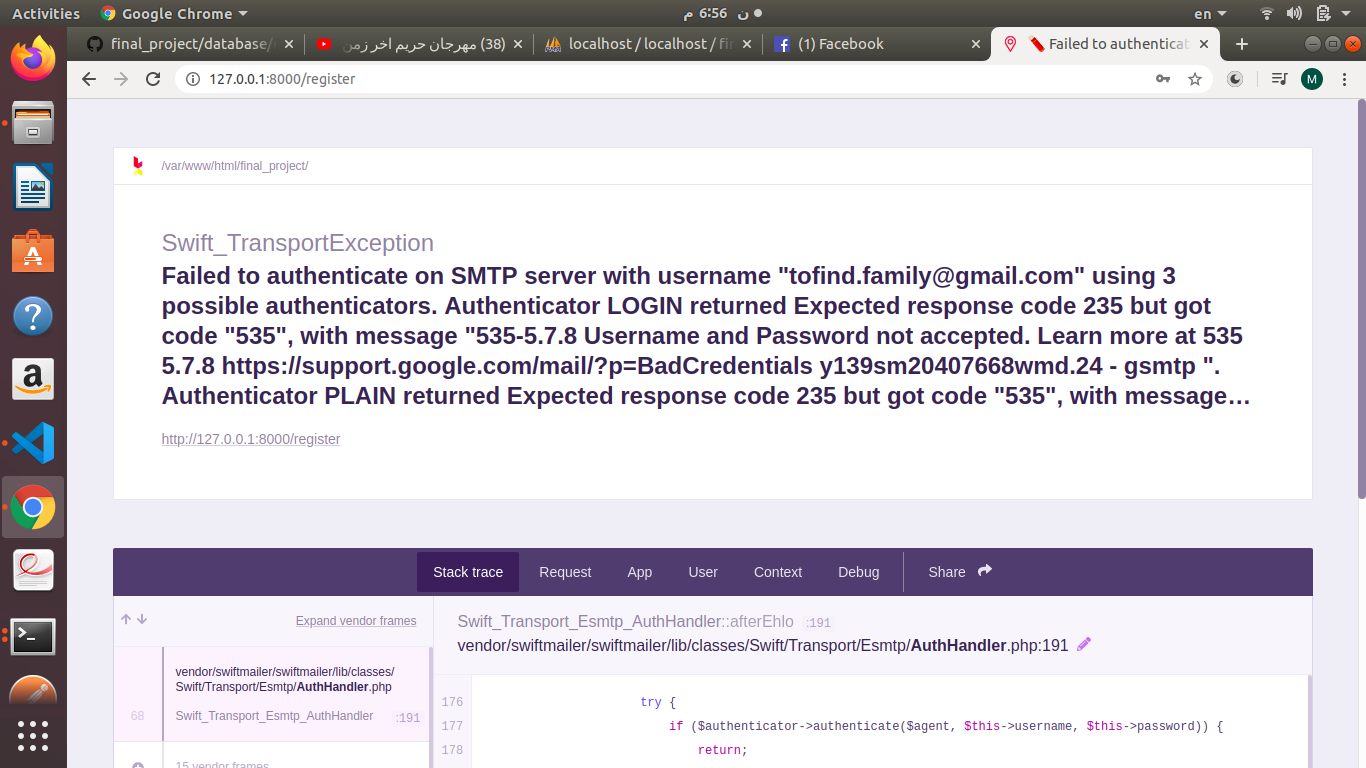 Activities Google Chrome ن 6:56 م en
final_project/database/ (38) مهرجان حريم اخر زمن localhost / localhost / fin (1) Facebook Failed to authenticat
127.0.0.1:8000/register M
/var/www/html/final_project/
Swift_TransportException
Failed to authenticate on SMTP server with username "tofind.family@gmail.com" using 3
possible authenticators. Authenticator LOGIN returned Expected response code 235 but got
code "535", with message "535-5.7.8 Username and Password not accepted. Learn more at 535
5.7.8 https://support.google.com/mail/?p=BadCredentials y139sm20407668wmd.24 - gsmtp ".
Authenticator PLAIN returned Expected response code 235 but got code "535", with message…
http://127.0.0.1:8000/register
Stack trace Request App User Context Debug Share
Expand vendor frames
Swift_Transport_Esmtp_AuthHandler::afterEhlo :191
vendor/swiftmailer/swiftmailer/lib/classes/Swift/Transport/Esmtp/AuthHandler.php:191
vendor/swiftmailer/swiftmailer/lib/classes/
Swift/Transport/Esmtp/AuthHandler.php
68 Swift_Transport_Esmtp_AuthHandler :191
15 vendor frames
176 try {
177 if ($authenticator->authenticate($agent, $this->username, $this->password)) {
178 return;